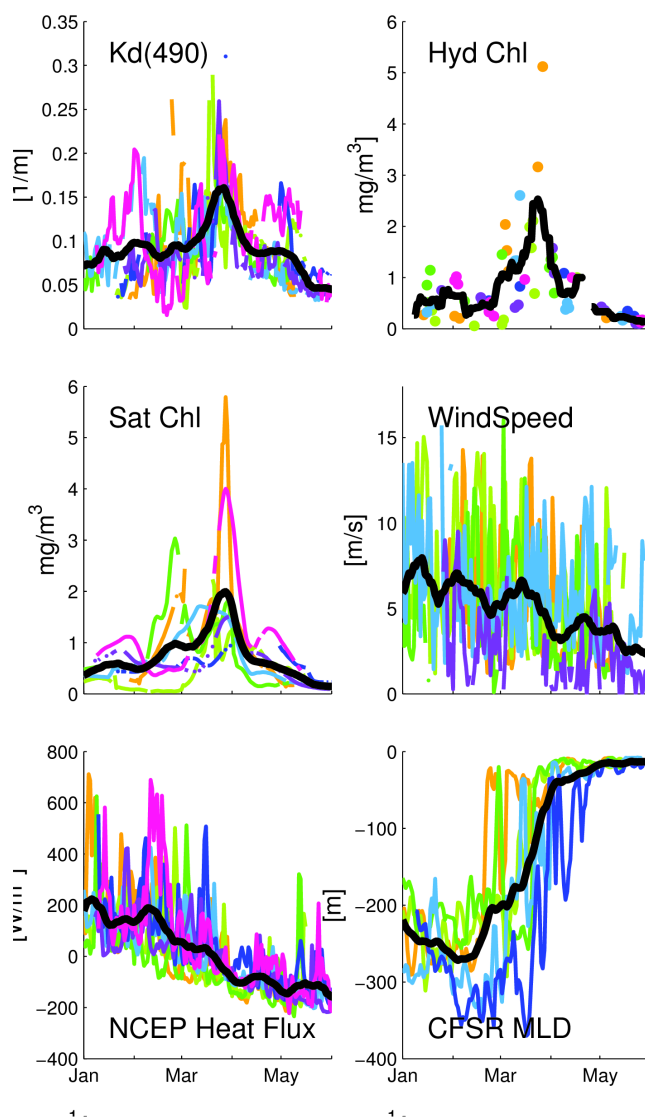 0.35
0.3
0.25
0.2
0.15
0.1
0.05
0
[1/m]
Kd(490)
6
5
4
3
2
1
0
mg/m³
Hyd Chl
6
5
4
3
2
1
0
mg/m³
Sat Chl
15
10
5
0
[m/s]
WindSpeed
800
600
400
200
0
−200
−400
NCEP Heat Flux
Jan
Mar
May
0
−100
−200
−300
−400
[m]
CFSR MLD
Jan
Mar
May
1
1